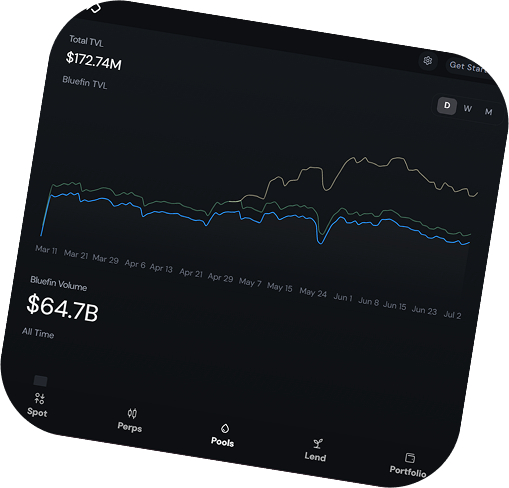 Total TVL
$172.74M
Get Start
Bluefin TVL
D W M
Mar 11 Mar 21 Mar 29 Apr 6 Apr 13 Apr 21 Apr 29 May 7 May 15 May 24 Jun 1 Jun 8 Jun 15 Jun 23 Jul 2
Bluefin Volume
$64.7B
All Time
Spot Perps Pools Lend Portfolio